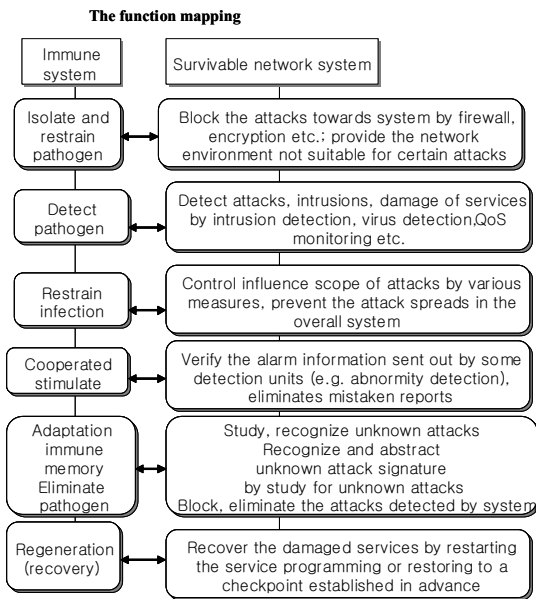 The function mapping
Immune
system
Survivable network system
Isolate and
restrain
pathogen
Block the attacks towards system by firewall,
encryption etc.; provide the network
environment not suitable for certain attacks
Detect
pathogen
Detect attacks, intrusions, damage of services
by intrusion detection, virus detection,QoS
monitoring etc.
Restrain
infection
Control influence scope of attacks by various
measures, prevent the attack spreads in the
overall system
Cooperated
stimulate
Verify the alarm information sent out by some
detection units (e.g. abnormity detection),
eliminates mistaken reports
Adaptation
immune
memory
Eliminate
pathogen
Study, recognize unknown attacks
Recognize and abstract
unknown attack signature
by study for unknown attacks
Block, eliminate the attacks detected by system
Regeneration
(recovery)
Recover the damaged services by restarting
the service programming or restoring to a
checkpoint established in advance